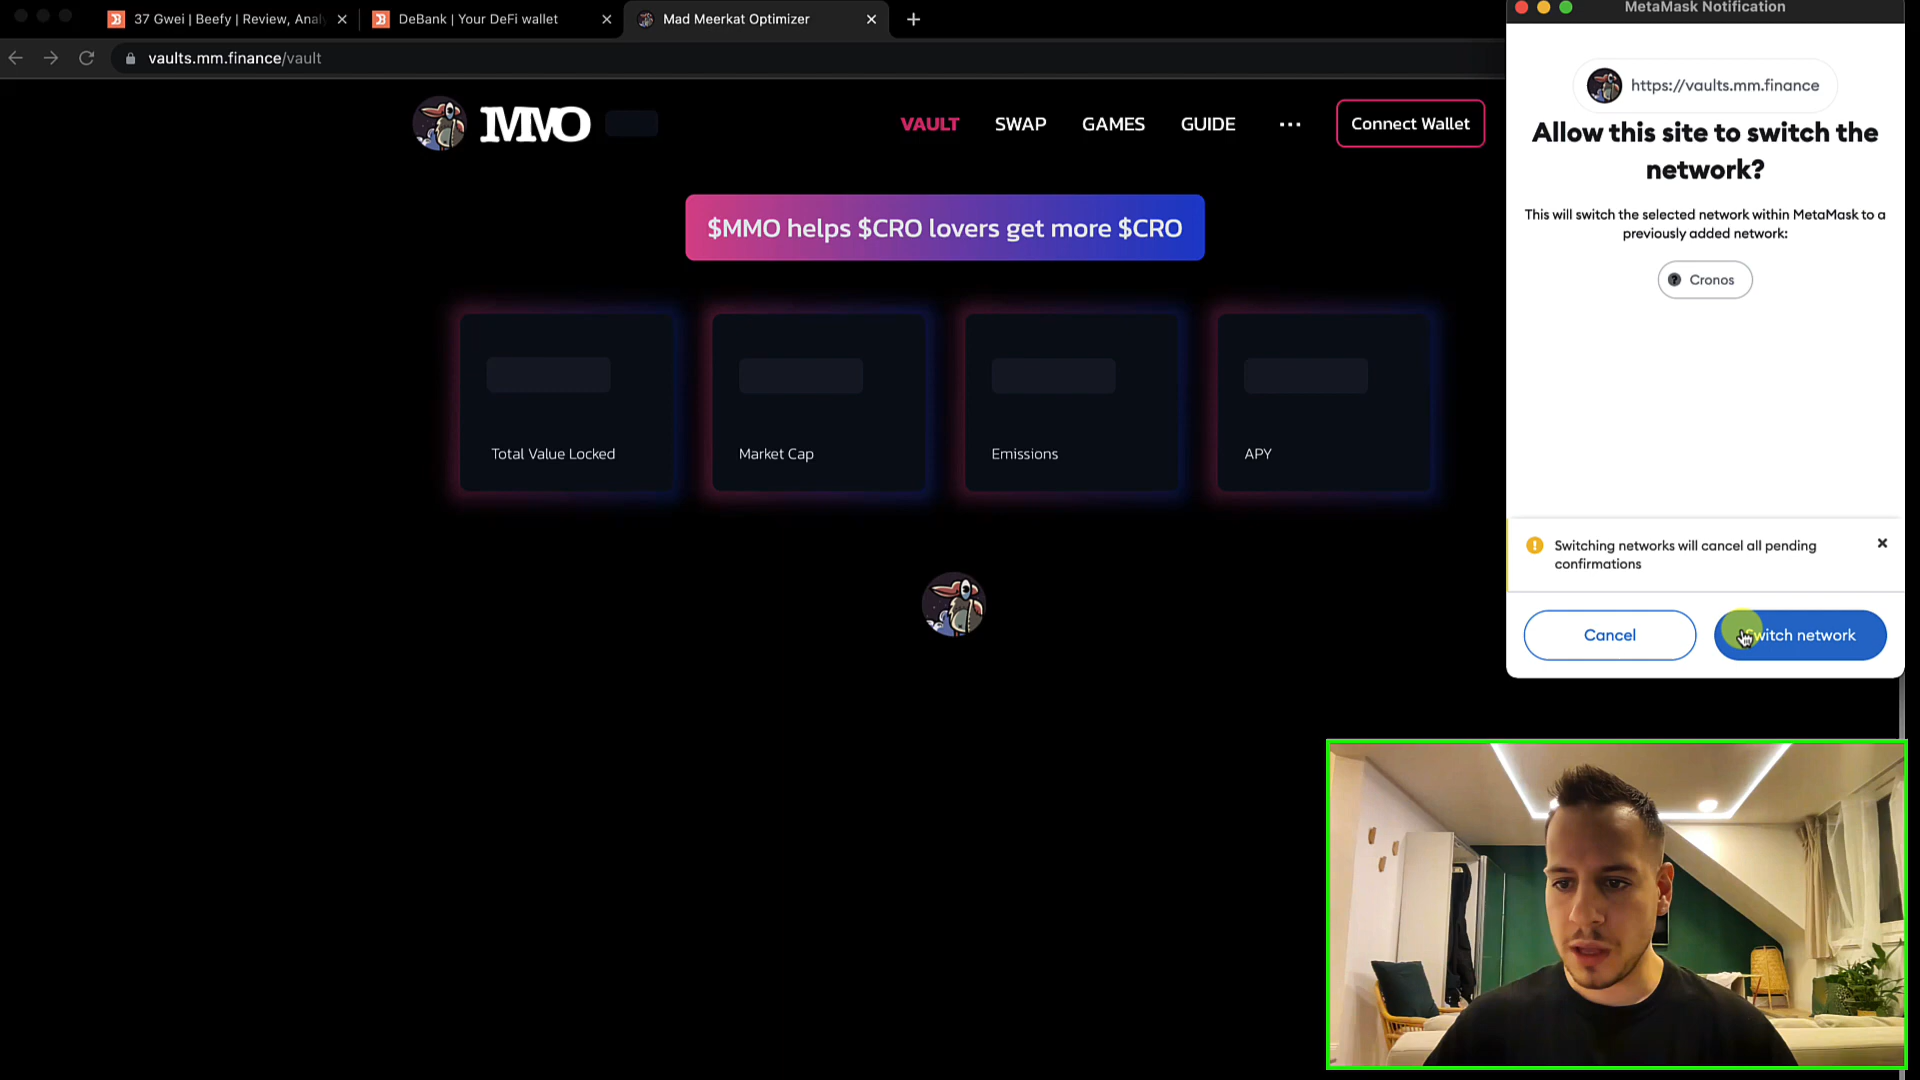 37 Gwei | Beefy | Review, Anal
DeBank | Your DeFi wallet
Mad Meerkat Optimizer
MetaMask Notification
vaults.mm.finance/vault
https://vaults.mm.finance
MMO
VAULT
SWAP
GAMES
GUIDE
...
Connect Wallet
Allow this site to switch the
network?
This will switch the selected network within MetaMask to a
previously added network:
Cronos
$MMO helps $CRO lovers get more $CRO
Total Value Locked
Market Cap
Emissions
APY
Switching networks will cancel all pending
confirmations
Cancel
witch network